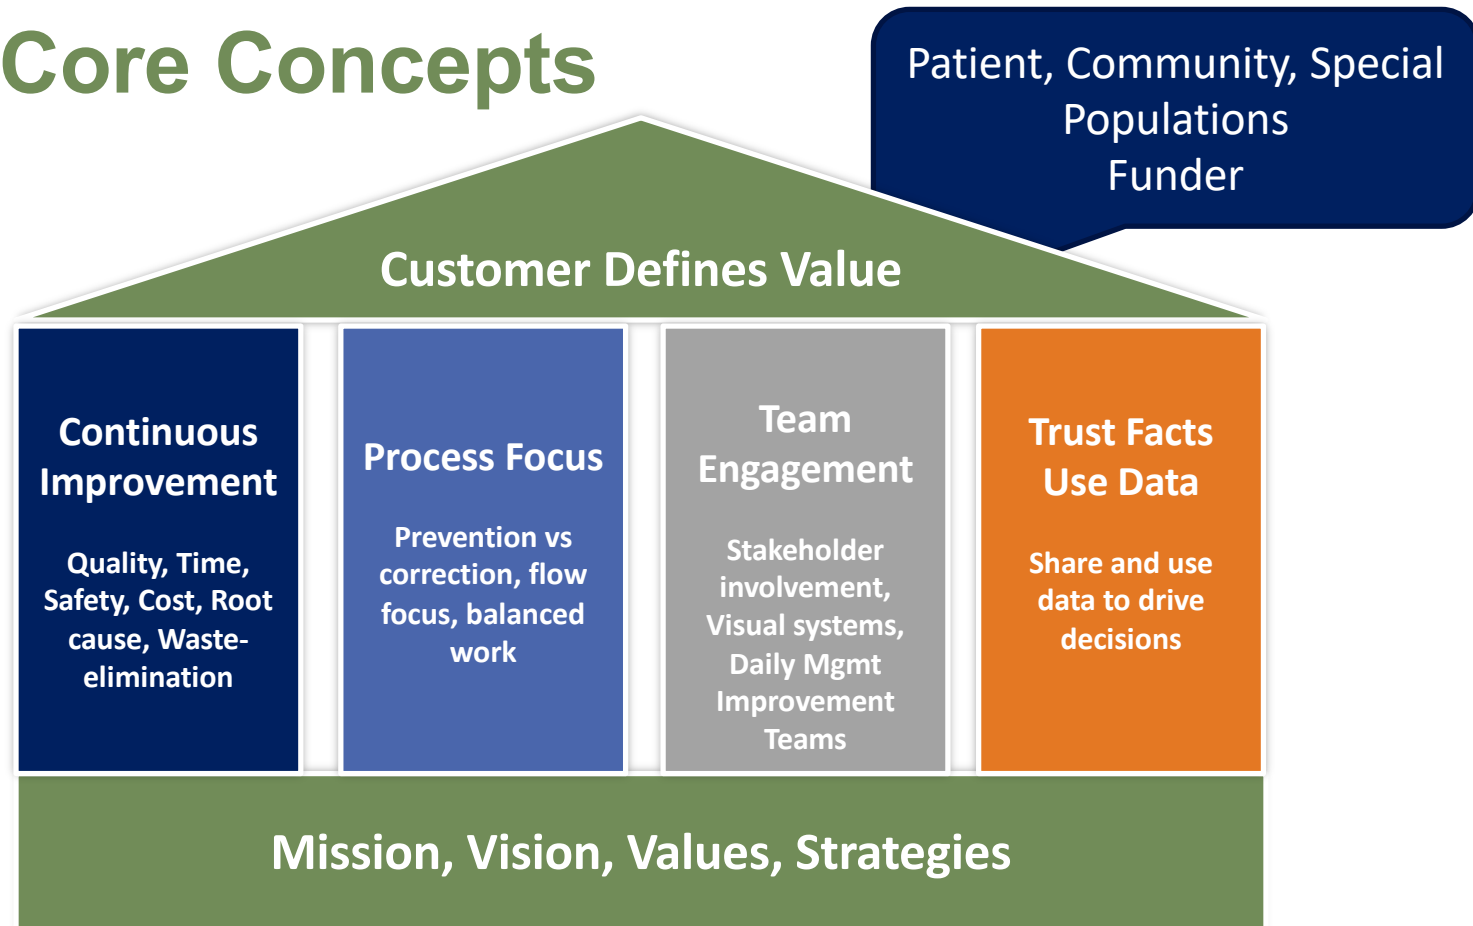 Core Concepts
Patient, Community, Special
Populations
Funder
Customer Defines Value
Continuous
Improvement
Quality, Time,
Safety, Cost, Root
cause, Waste-
elimination
Process Focus
Prevention vs
correction, flow
focus, balanced
work
Team
Engagement
Stakeholder
involvement,
Visual systems,
Daily Mgmt
Improvement
Teams
Trust Facts
Use Data
Share and use
data to drive
decisions
Mission, Vision, Values, Strategies